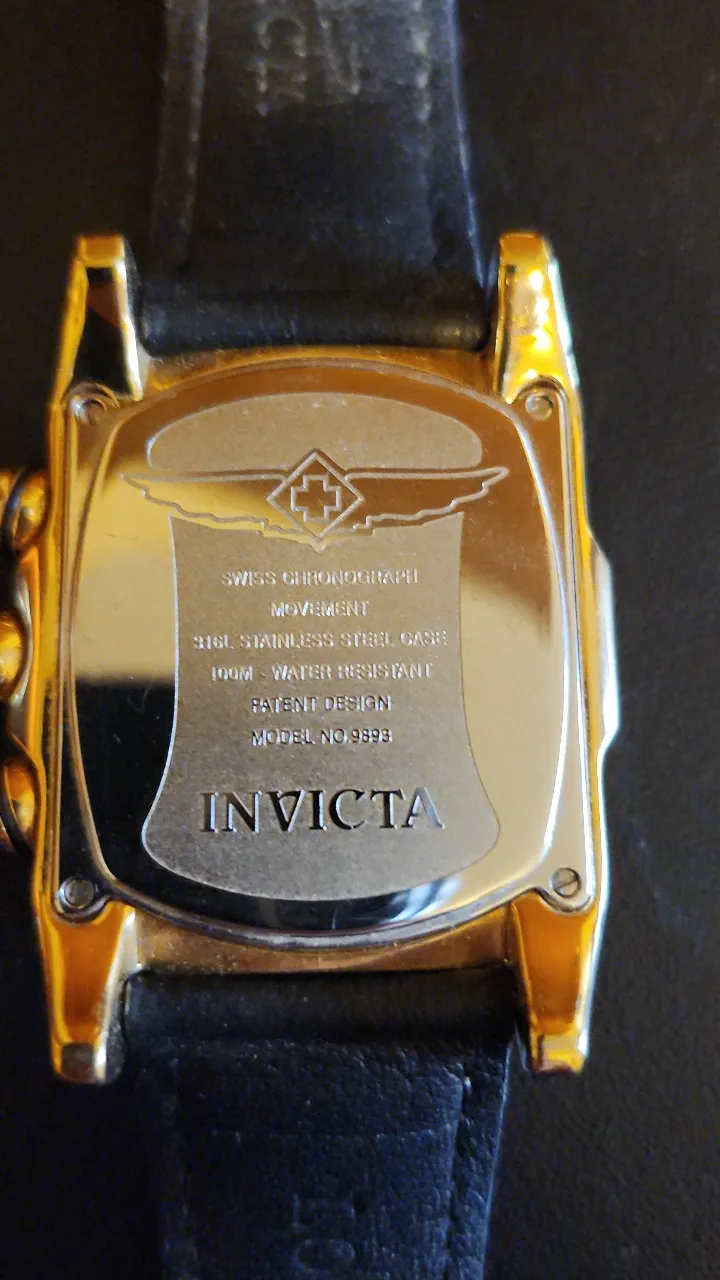 SWISS CHRONOGRAPH
MOVEMENT
316L STAINLESS STEEL CASE
100M - WATER RESISTANT
PATENT DESIGN
MODEL NO.9893
INVICTA